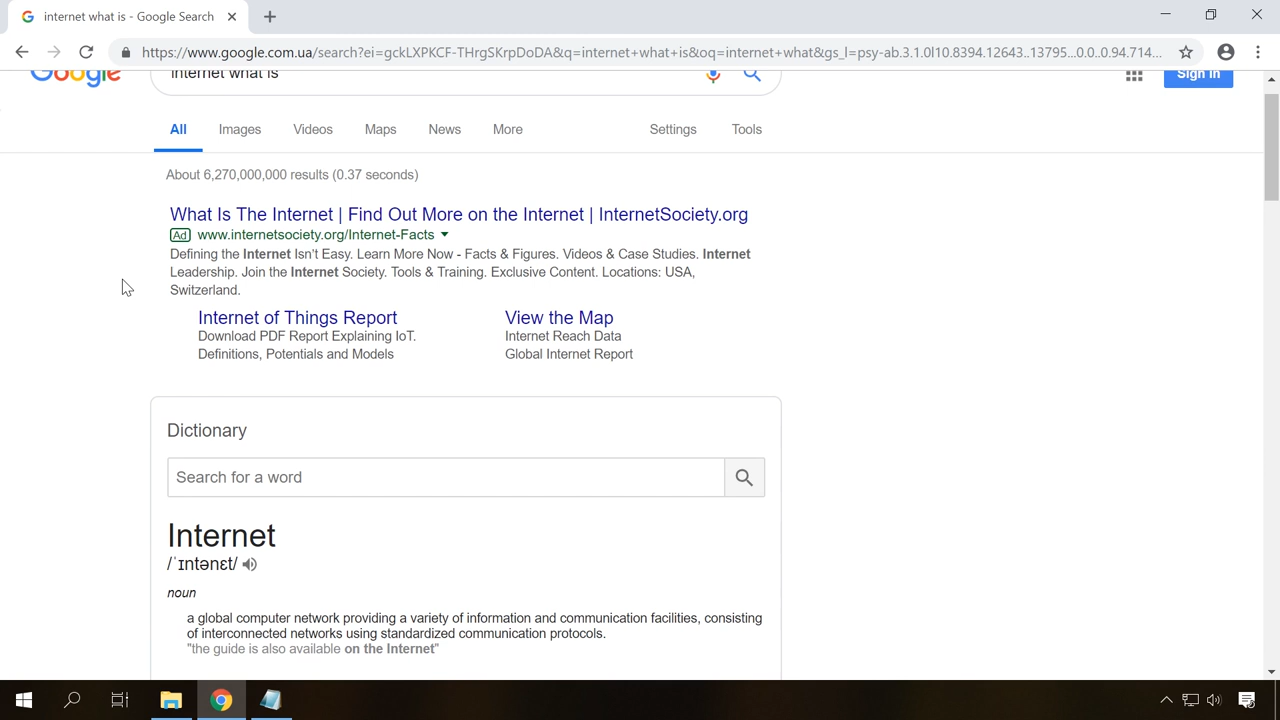 internet what is - Google Search
https://www.google.com.ua/search?ei=gckLXPKCF-THrgSKrpDoDA&q=internet+what+is&oq=internet+what&gs_l=psy-ab.3.1.0l10.8394.12643..13795...0.0..0.94.714...
Google
internet what is
Sign in
All Images Videos Maps News More Settings Tools
About 6,270,000,000 results (0.37 seconds)
What Is The Internet | Find Out More on the Internet | InternetSociety.org
Ad www.internetsociety.org/Internet-Facts
Defining the Internet Isn't Easy. Learn More Now - Facts & Figures. Videos & Case Studies. Internet
Leadership. Join the Internet Society. Tools & Training. Exclusive Content. Locations: USA,
Switzerland.
Internet of Things Report
Download PDF Report Explaining IoT.
Definitions, Potentials and Models
View the Map
Internet Reach Data
Global Internet Report
Dictionary
Search for a word
Internet
/ˈɪntənɛt/
noun
a global computer network providing a variety of information and communication facilities, consisting
of interconnected networks using standardized communication protocols.
"the guide is also available on the Internet"